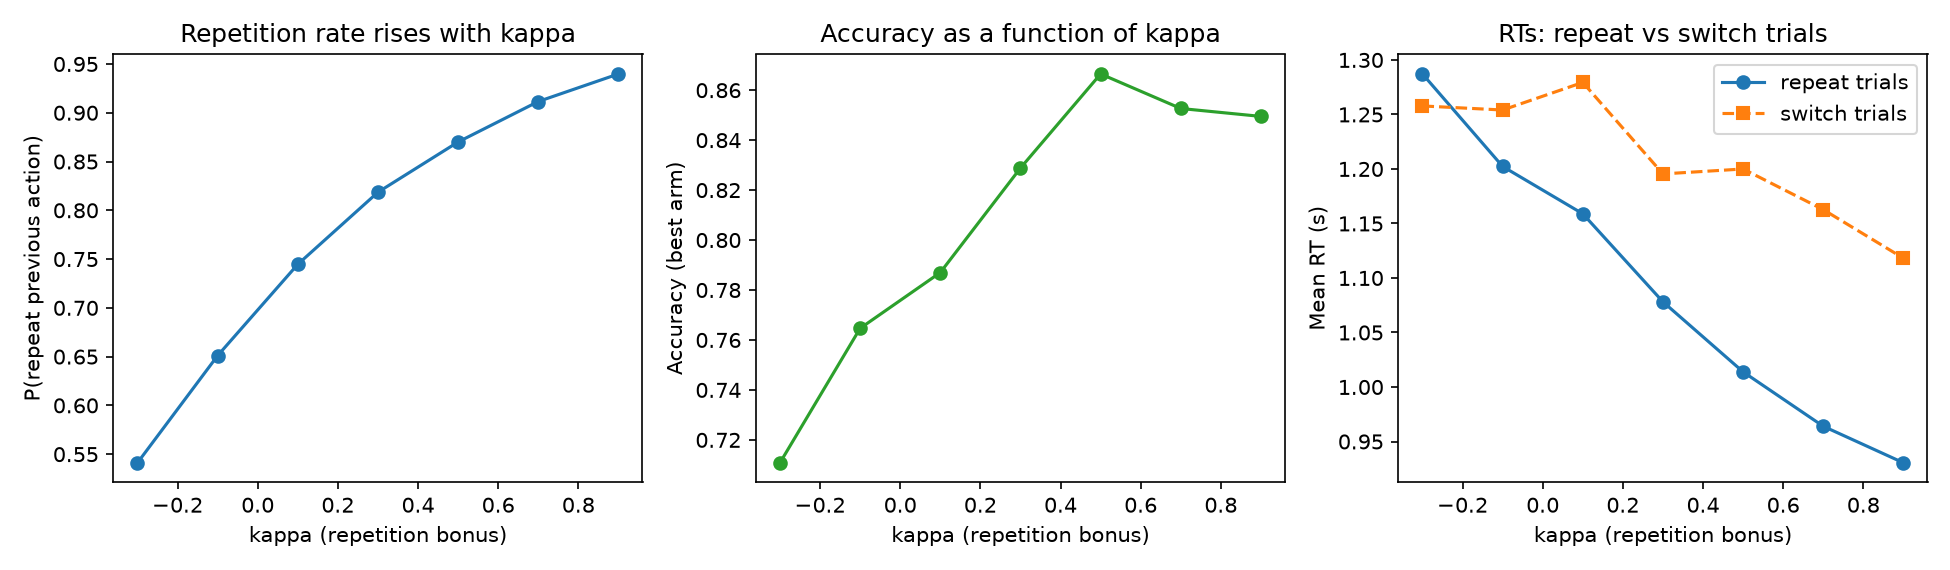 Repetition rate rises with kappa
P(repeat previous action)
0.95
0.90
0.85
0.80
0.75
0.70
0.65
0.60
0.55
−0.2 0.0 0.2 0.4 0.6 0.8
kappa (repetition bonus)
Accuracy as a function of kappa
Accuracy (best arm)
0.86
0.84
0.82
0.80
0.78
0.76
0.74
0.72
−0.2 0.0 0.2 0.4 0.6 0.8
kappa (repetition bonus)
RTs: repeat vs switch trials
Mean RT (s)
1.30
1.25
1.20
1.15
1.10
1.05
1.00
0.95
repeat trials
switch trials
−0.2 0.0 0.2 0.4 0.6 0.8
kappa (repetition bonus)